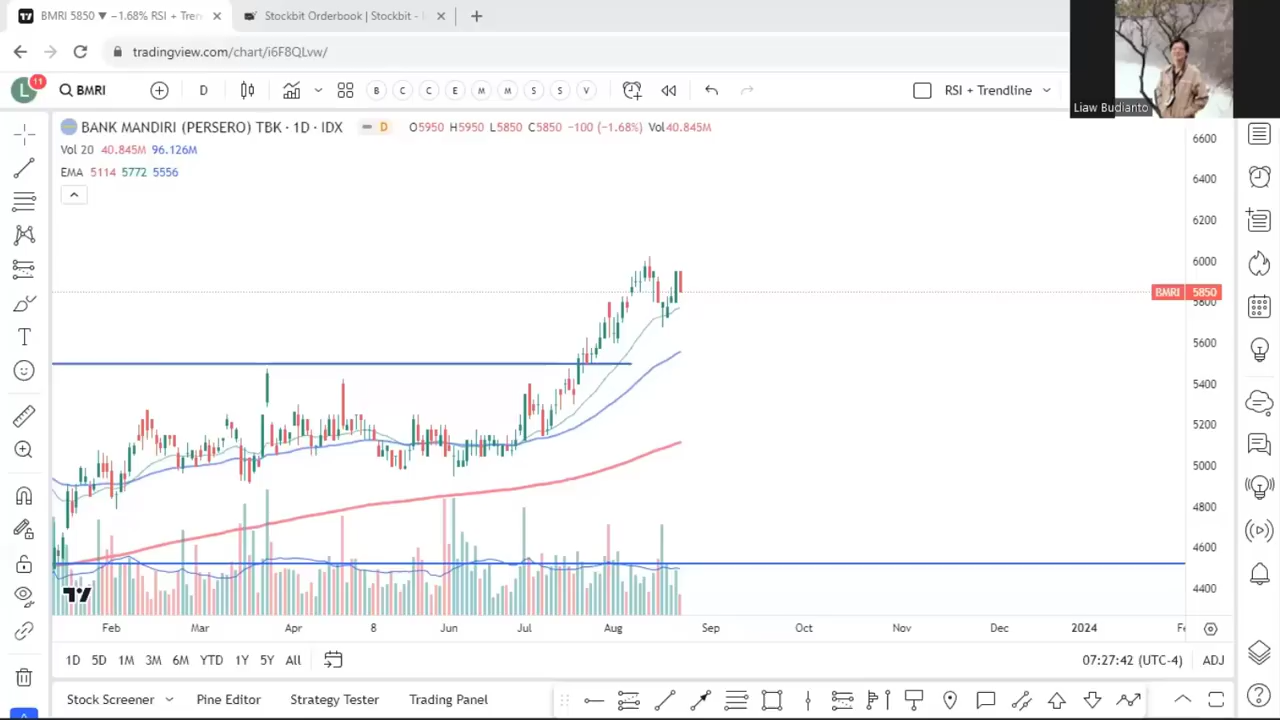 BMRI 5850 ▼ −1.68% RSI + Tren
Stockbit Orderbook | Stockbit -
tradingview.com/chart/i6F8QLvw/
L 11 BMRI D B C C E M M S S V RSI + Trendline
Liaw Budianto
BANK MANDIRI (PERSERO) TBK · 1D · IDX D O5950 H5950 L5850 C5850 −100 (−1.68%) Vol40.845M
Vol 20 40.845M 96.126M
EMA 5114 5772 5556
6600
6400
6200
6000
BMRI 5850
5800
5600
5400
5200
5000
4800
4600
4400
Feb Mar Apr 8 Jun Jul Aug Sep Oct Nov Dec 2024 Fe
1D 5D 1M 3M 6M YTD 1Y 5Y All 07:27:42 (UTC-4) ADJ
Stock Screener Pine Editor Strategy Tester Trading Panel